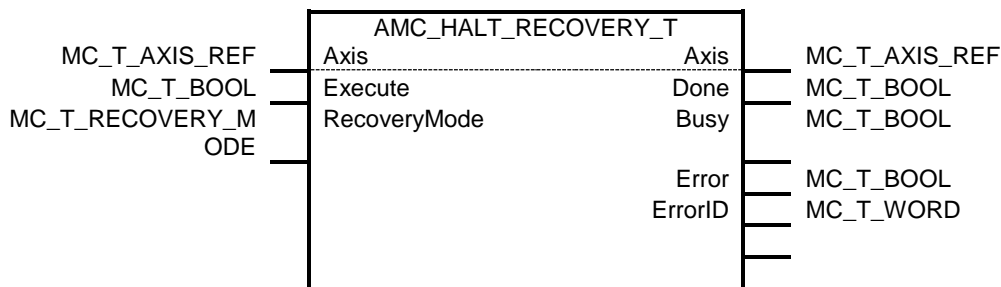 AMC_HALT_RECOVERY_T
MC_T_AXIS_REF Axis Axis MC_T_AXIS_REF
MC_T_BOOL Execute Done MC_T_BOOL
MC_T_RECOVERY_M RecoveryMode Busy MC_T_BOOL
ODE
Error MC_T_BOOL
ErrorID MC_T_WORD